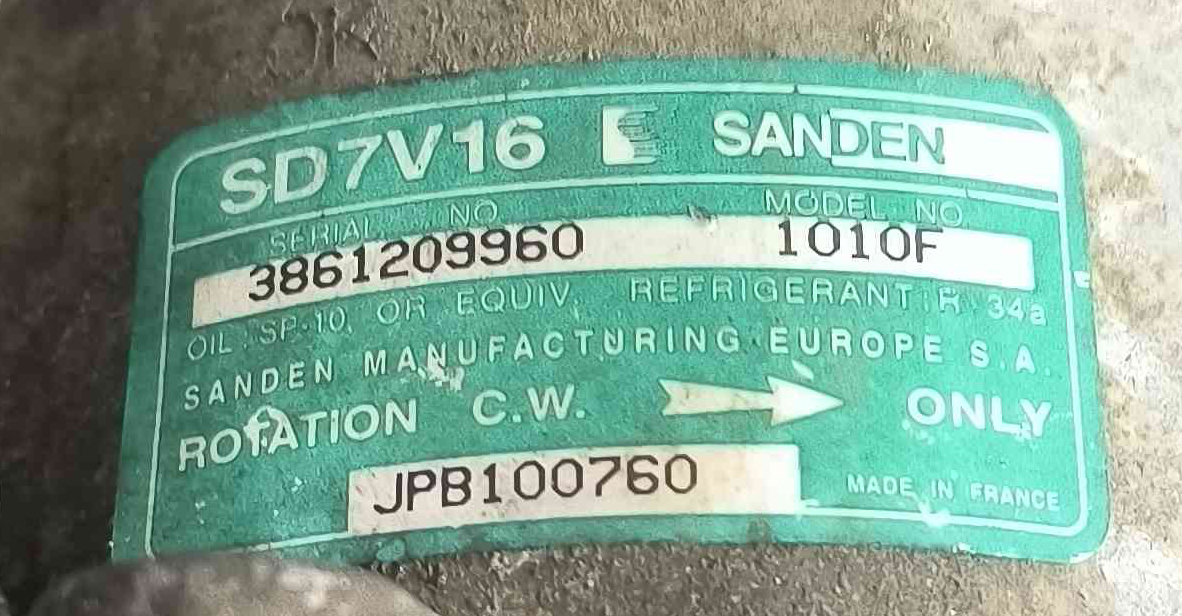 SD7V16 SANDEN
SERIAL NO MODEL NO.
3861209960 1010F
OIL : SP-10, OR EQUIV. REFRIGERANT: R 34a
SANDEN MANUFACTURING EUROPE S.A.
ROTATION C.W. ONLY
JPB100760 MADE IN FRANCE